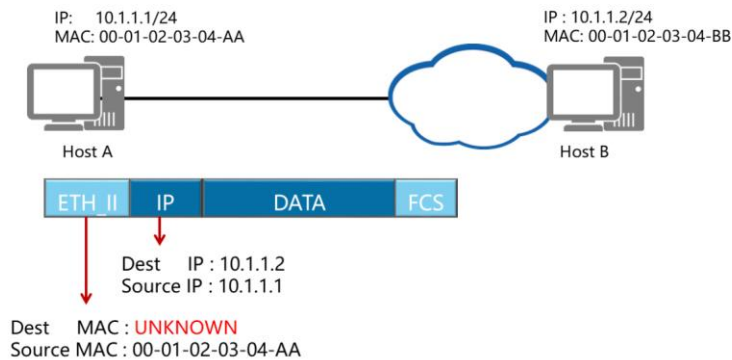 IP: 10.1.1.1/24
MAC: 00-01-02-03-04-AA
IP : 10.1.1.2/24
MAC: 00-01-02-03-04-BB
Host A
Host B
ETH_II IP DATA FCS
Dest IP : 10.1.1.2
Source IP : 10.1.1.1
Dest MAC : UNKNOWN
Source MAC : 00-01-02-03-04-AA